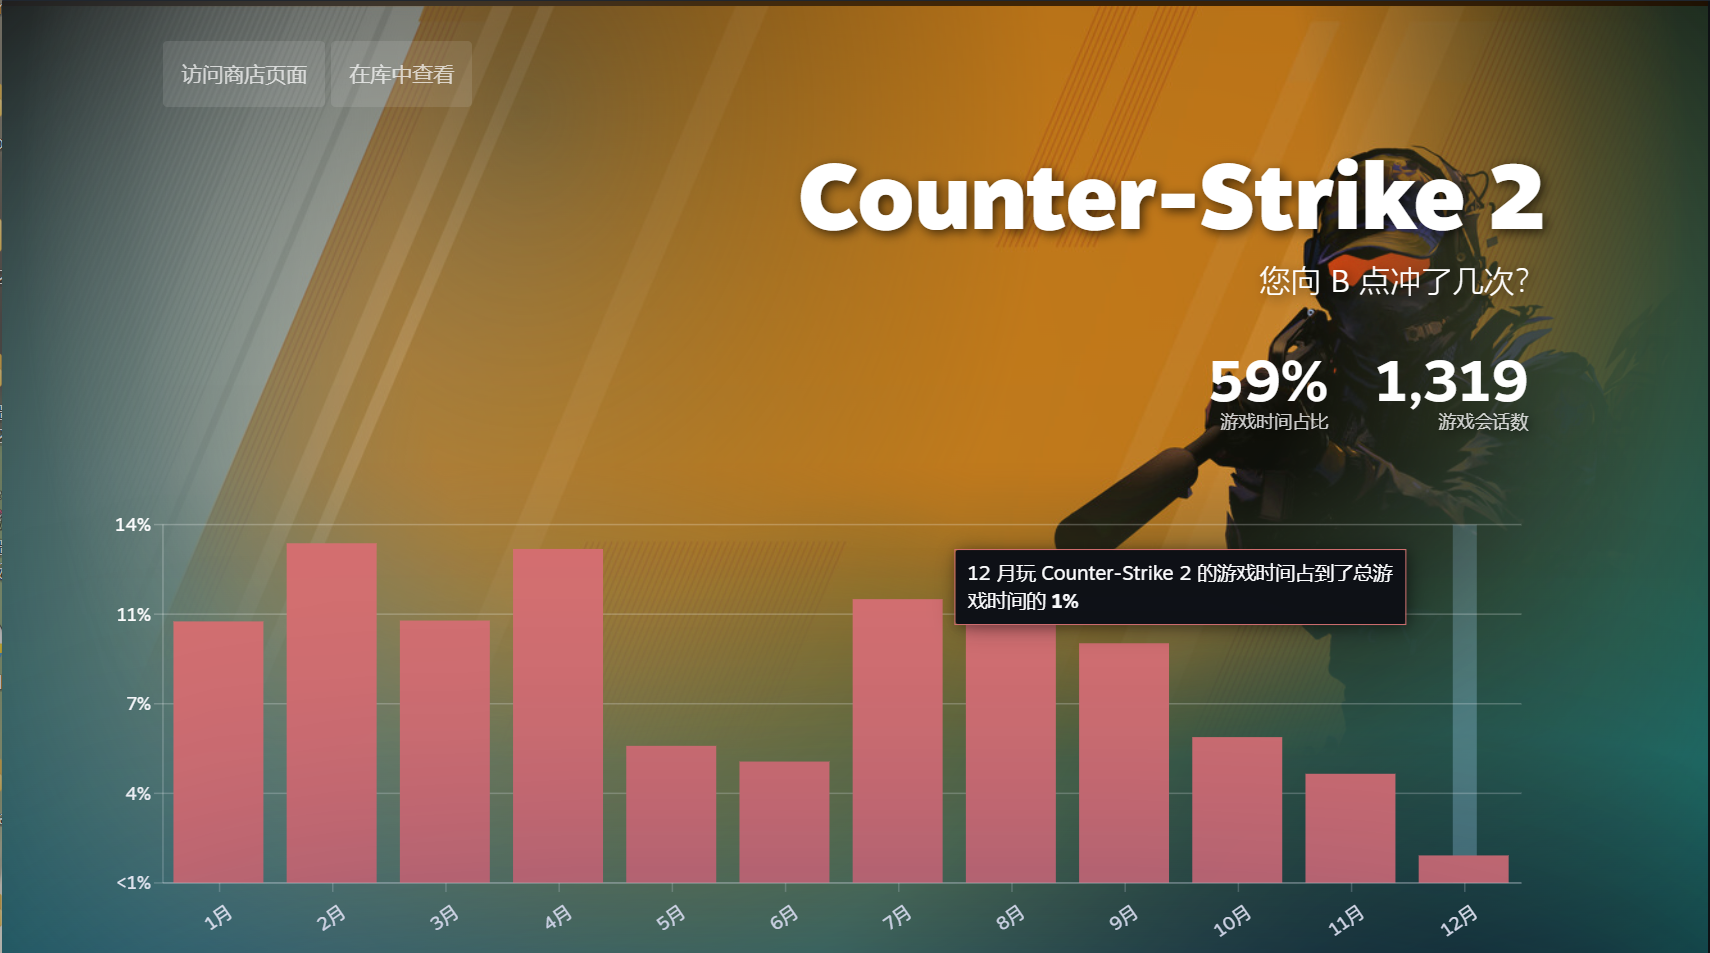 访问商店页面
在库中查看
Counter-Strike 2
您向 B 点冲了几次?
59%
游戏时间占比
1,319
游戏会话数
14%
11%
7%
4%
<1%
12 月玩 Counter-Strike 2 的游戏时间占到了总游
戏时间的 1%
1月
2月
3月
4月
5月
6月
7月
8月
9月
10月
11月
12月